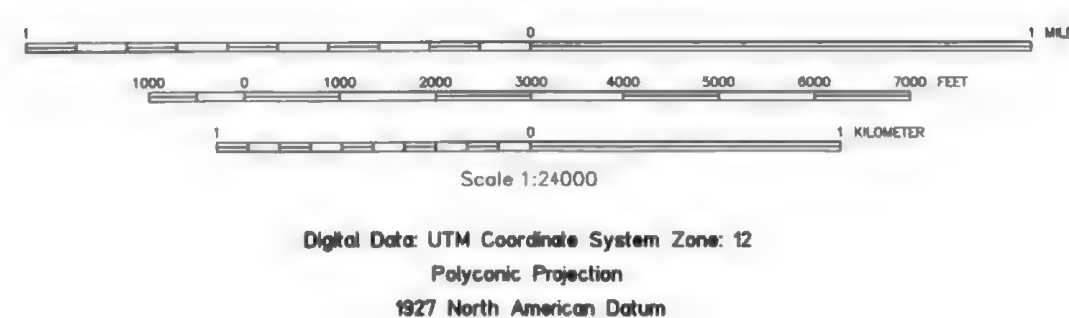 1 0 1 MILE
1000 0 1000 2000 3000 4000 5000 6000 7000 FEET
1 0 1 KILOMETER
Scale 1:24000
Digital Data: UTM Coordinate System Zone: 12
Polyconic Projection
1927 North American Datum